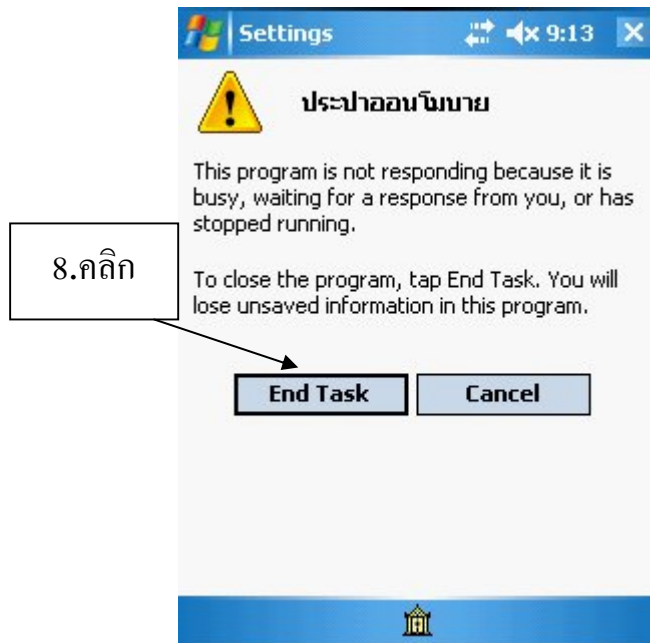 Settings 9:13
ประปาออนโมบาย
This program is not responding because it is
busy, waiting for a response from you, or has
stopped running.
8.คลิก
To close the program, tap End Task. You will
lose unsaved information in this program.
End Task Cancel